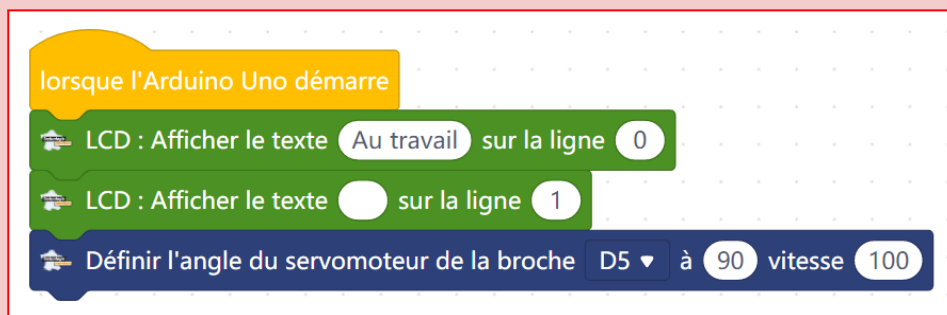 lorsque l'Arduino Uno démarre
LCD : Afficher le texte Au travail sur la ligne 0
LCD : Afficher le texte sur la ligne 1
Définir l'angle du servomoteur de la broche D5 à 90 vitesse 100